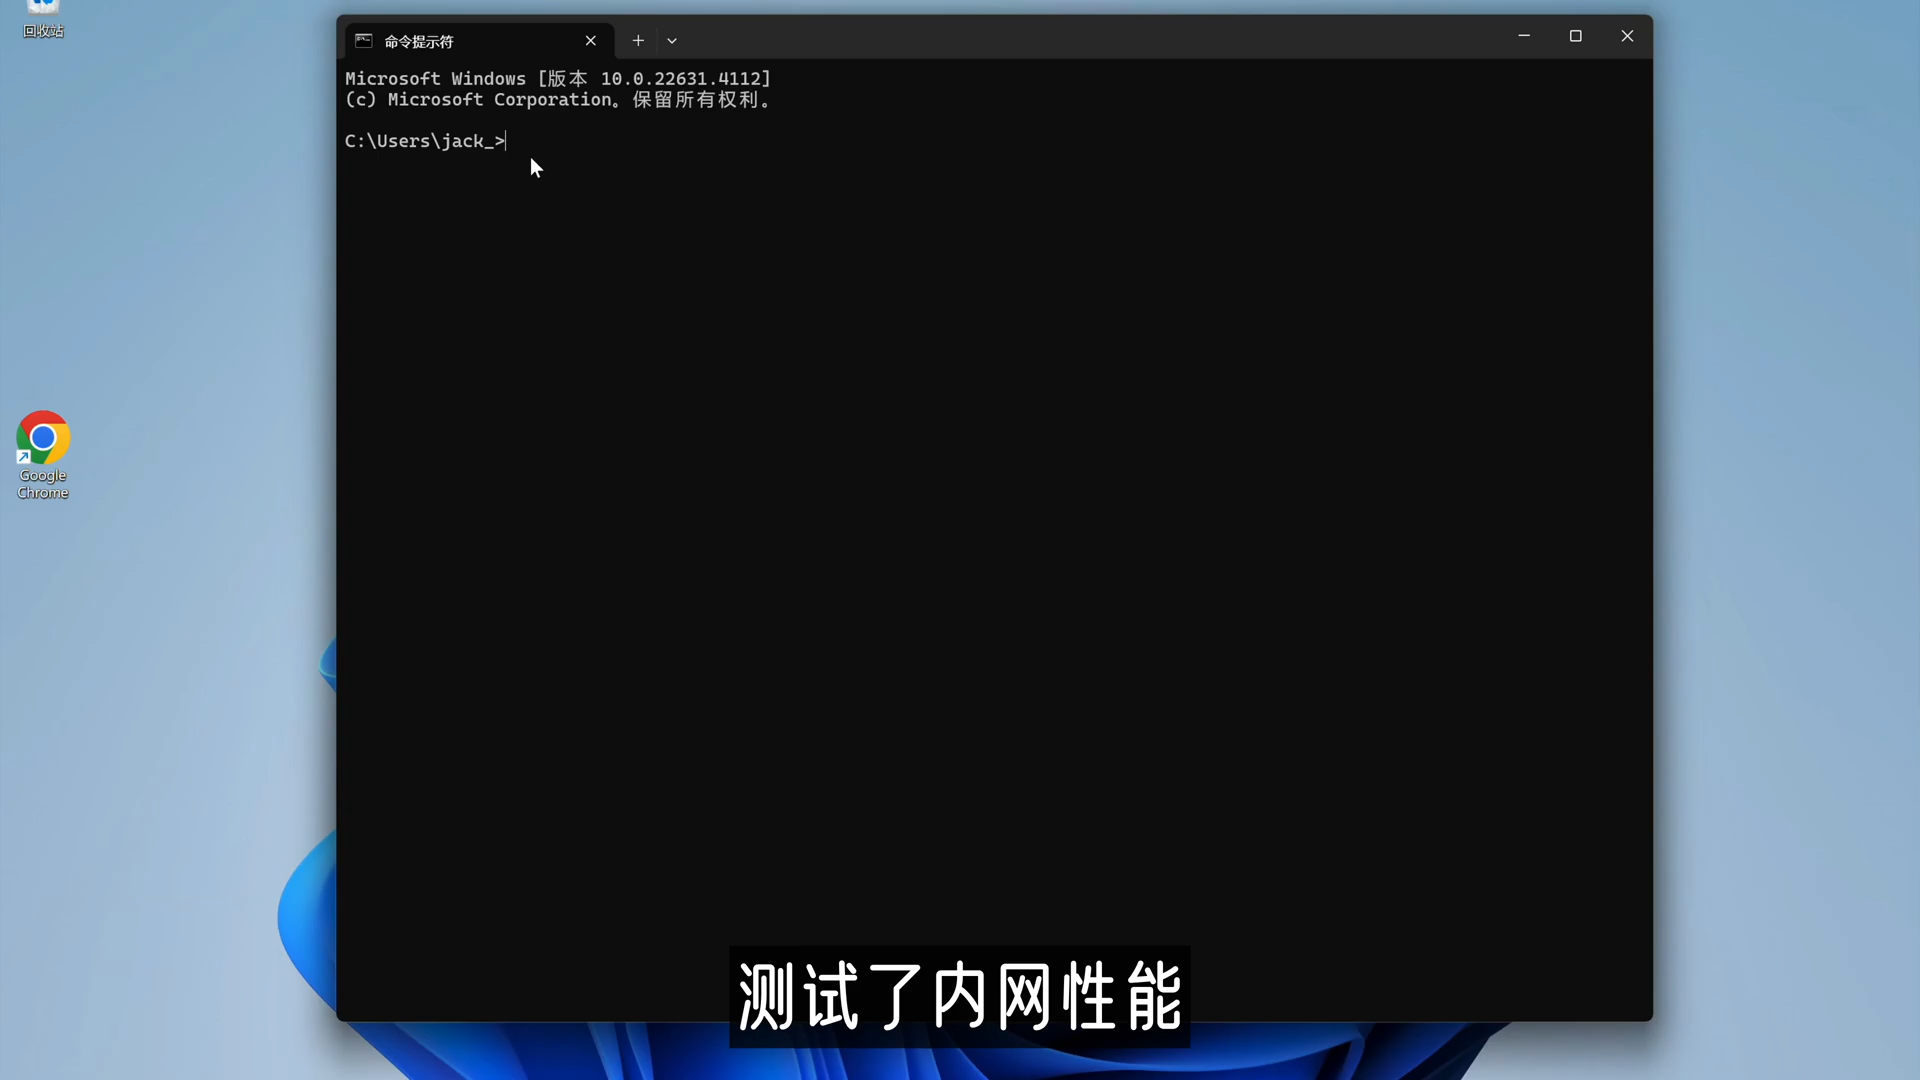 回收站
命令提示符
Microsoft Windows [版本 10.0.22631.4112]
(c) Microsoft Corporation。保留所有权利。
C:\Users\jack_>
Google
Chrome
测试了内网性能